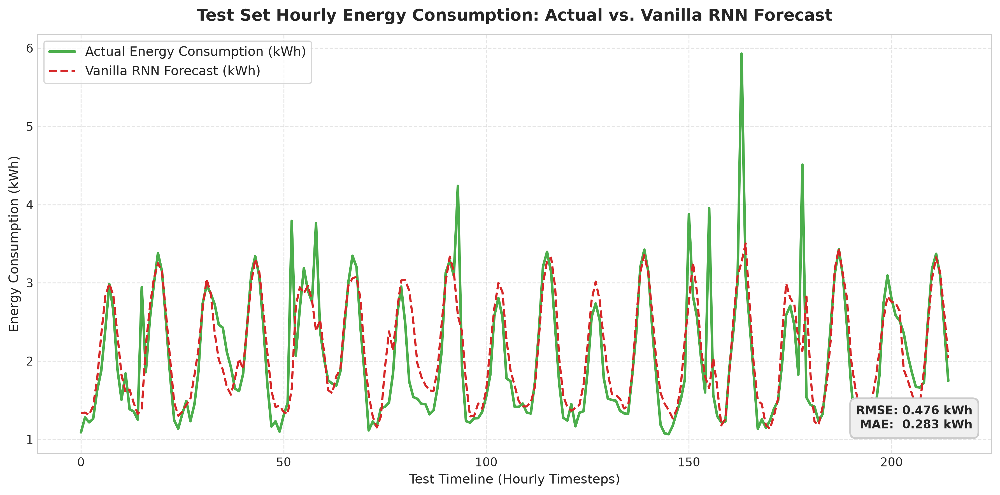 Test Set Hourly Energy Consumption: Actual vs. Vanilla RNN Forecast
Actual Energy Consumption (kWh)
Vanilla RNN Forecast (kWh)
Energy Consumption (kWh)
6
5
4
3
2
1
RMSE: 0.476 kWh
MAE: 0.283 kWh
0 50 100 150 200
Test Timeline (Hourly Timesteps)